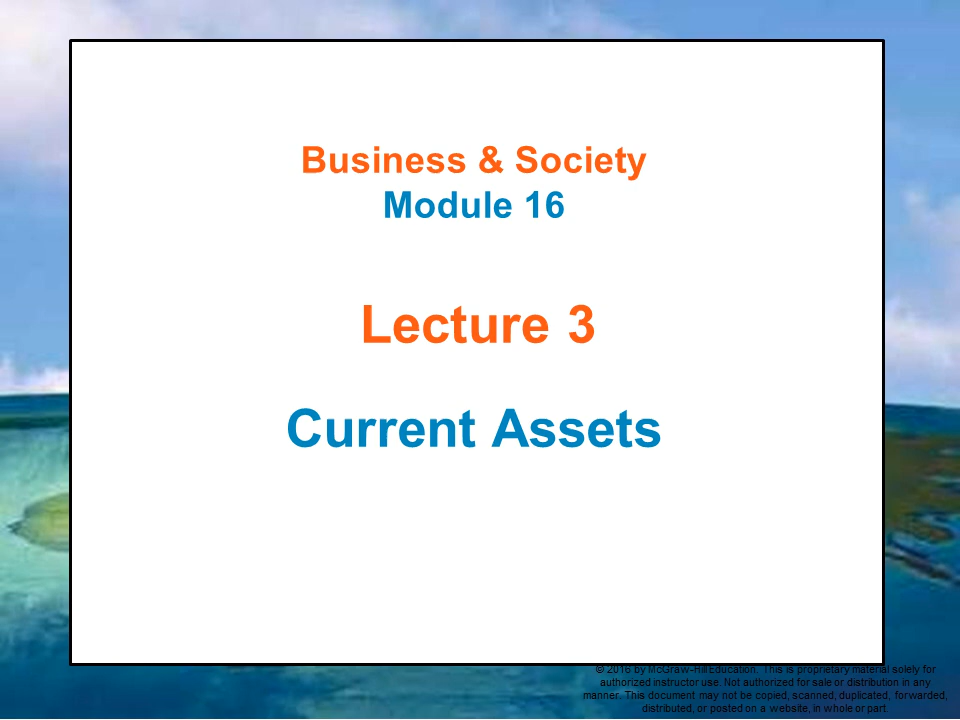 Business & Society
Module 16
Lecture 3
Current Assets
© 2016 by McGraw-Hill Education. This is proprietary material solely for
authorized instructor use. Not authorized for sale or distribution in any
manner. This document may not be copied, scanned, duplicated, forwarded,
distributed, or posted on a website, in whole or part.